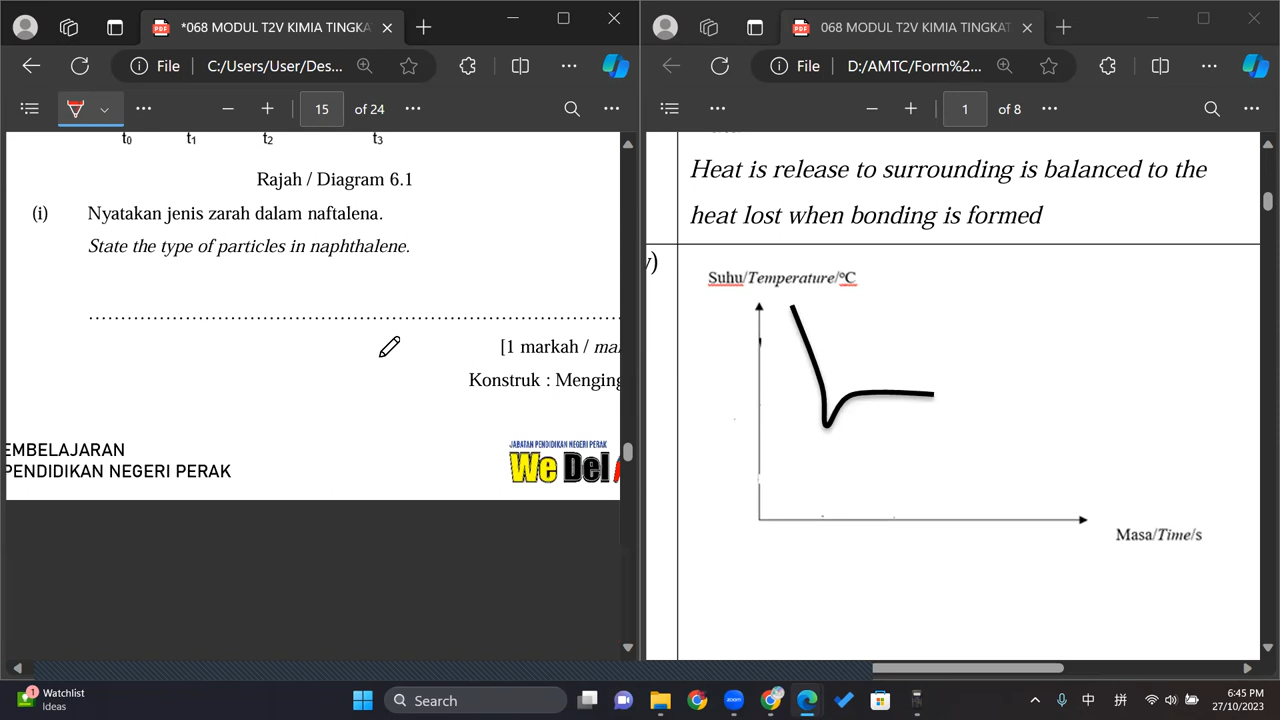 *068 MODUL T2V KIMIA TINGKA
File
C:/Users/User/Des...
15
of 24
t0 t1 t2 t3
Rajah / Diagram 6.1
(i) Nyatakan jenis zarah dalam naftalena.
State the type of particles in naphthalene.
[1 markah / ma
Konstruk : Menging
EMBELAJARAN
PENDIDIKAN NEGERI PERAK
JABATAN PENDIDIKAN NEGERI PERAK
We Del
068 MODUL T2V KIMIA TINGKAT
File
D:/AMTC/Form%2...
1
of 8
Heat is release to surrounding is balanced to the
heat lost when bonding is formed
v)
Suhu/Temperature/°C
Masa/Time/s
1
Watchlist
Ideas
Search
zoom
中
拼
6:45 PM
27/10/2023